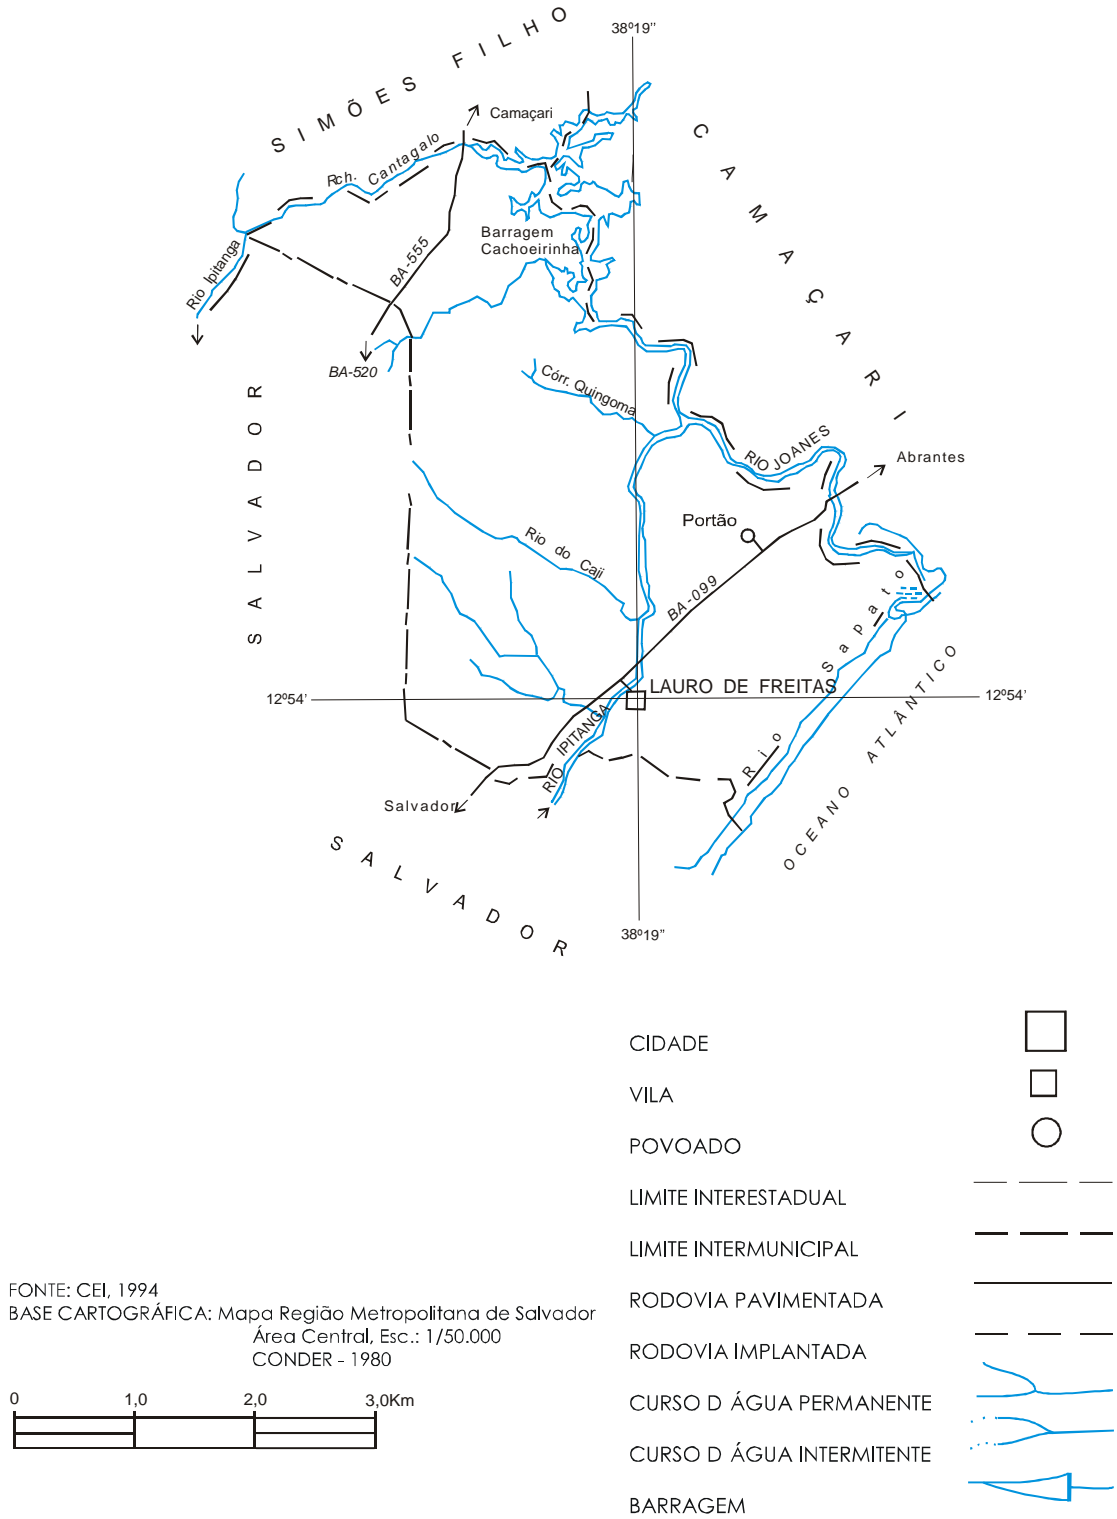 38º19”
SIMÕES FILHO
CAMAÇARI
Camaçari
Rch. Cantagalo
Barragem
Cachoeirinha
BA-555
Rio Ipitanga
BA-520
Córr. Quingoma
SALVADOR
RIO JOANES
Abrantes
Portão
Rio do Caji
BA-099
Rio Sapato
LAURO DE FREITAS
12º54’
12º54’
RIO IPITANGA
OCEANO ATLÂNTICO
Salvador
SALVADOR
38º19”
CIDADE
VILA
POVOADO
LIMITE INTERESTADUAL
LIMITE INTERMUNICIPAL
RODOVIA PAVIMENTADA
RODOVIA IMPLANTADA
CURSO D ÁGUA PERMANENTE
CURSO D ÁGUA INTERMITENTE
BARRAGEM
FONTE: CEI, 1994
BASE CARTOGRÁFICA: Mapa Região Metropolitana de Salvador
Área Central, Esc.: 1/50.000
CONDER - 1980
0 1,0 2,0 3,0Km